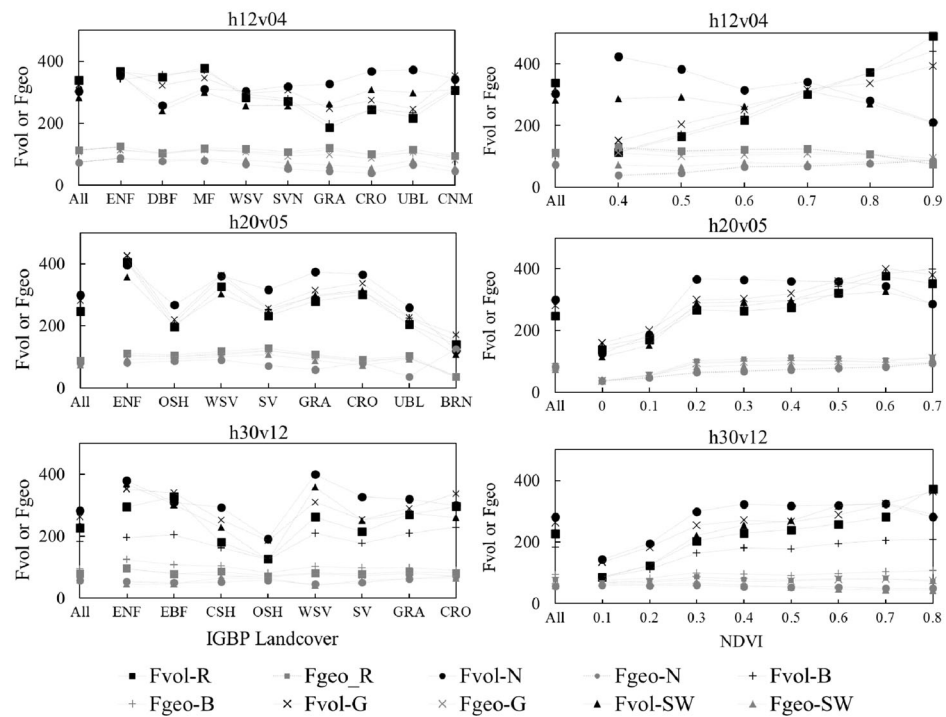 h12v04
h12v04
Fvol or Fgeo
400
200
0
All ENF DBF MF WSV SVN GRA CRO UBL CNM
Fvol or Fgeo
400
200
0
All 0.4 0.5 0.6 0.7 0.8 0.9
h20v05
h20v05
Fvol or Fgeo
400
200
0
All ENF OSH WSV SV GRA CRO UBL BRN
Fvol or Fgeo
400
200
0
All 0 0.1 0.2 0.3 0.4 0.5 0.6 0.7
h30v12
h30v12
Fvol or Fgeo
400
200
0
All ENF EBF CSH OSH WSV SV GRA CRO
IGBP Landcover
Fvol or Fgeo
400
200
0
All 0.1 0.2 0.3 0.4 0.5 0.6 0.7 0.8
NDVI
Fvol-R Fgeo_R Fvol-N Fgeo-N Fvol-B
Fgeo-B Fvol-G Fgeo-G Fvol-SW Fgeo-SW